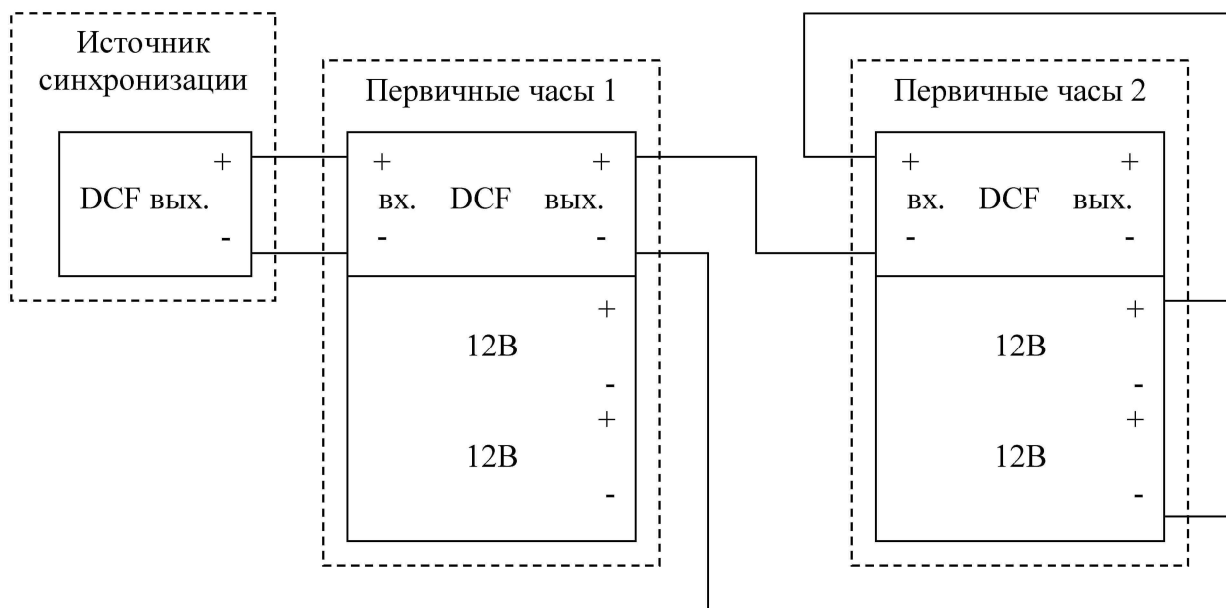 Источник
синхронизации
Первичные часы 1
Первичные часы 2
+
DCF вых.
-
+ +
вх. DCF вых.
- -
+
12В
-
+
12В
-
+ +
вх. DCF вых.
- -
+
12В
-
+
12В
-